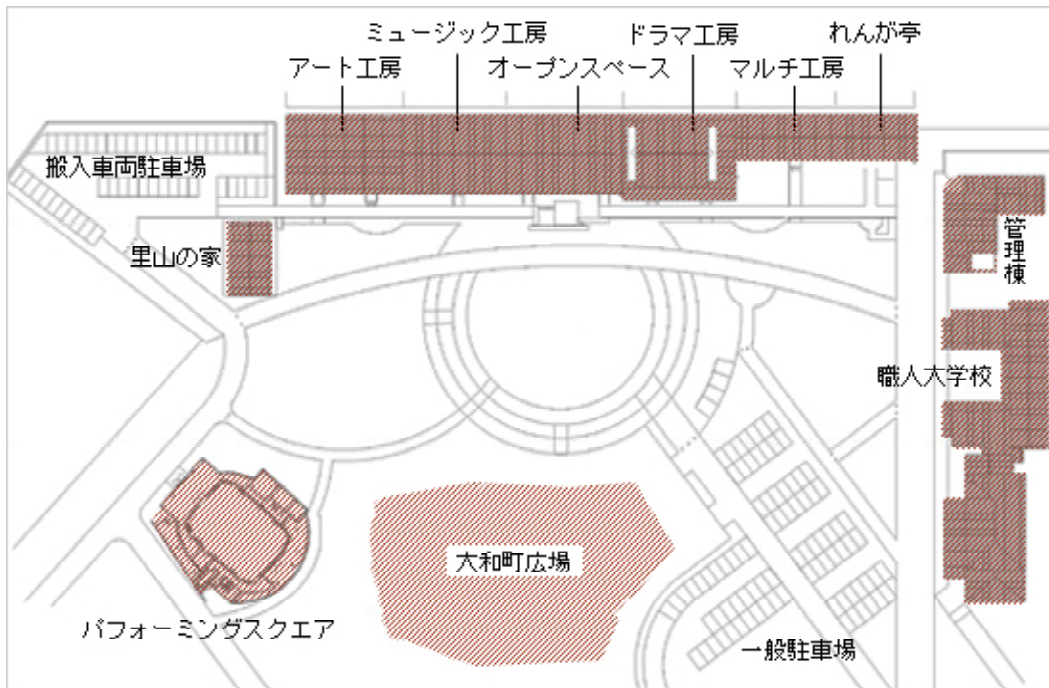 ミュージック工房
ドラマ工房
れんが亭
アート工房
オープンスペース
マルチ工房
搬入車両駐車場
里山の家
管理棟
職人大学校
大和町広場
パフォーミングスクエア
一般駐車場